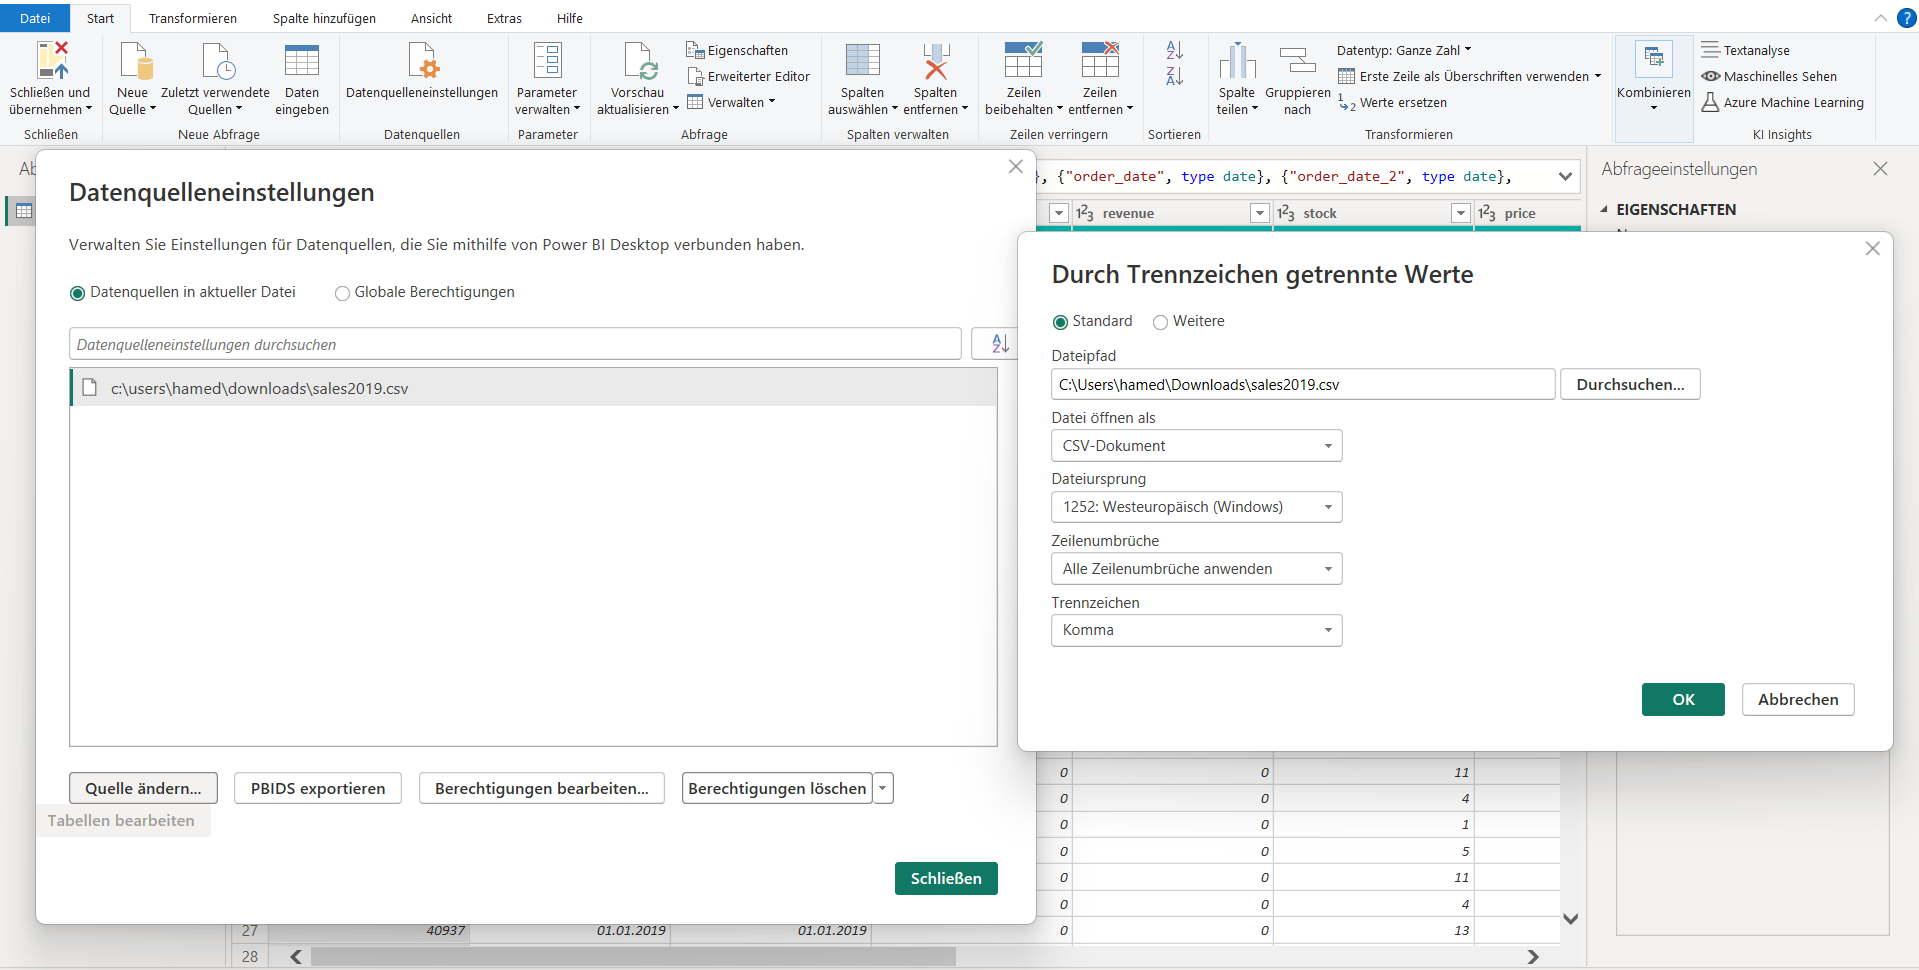 Datei Start Transformieren Spalte hinzufügen Ansicht Extras Hilfe
Schließen und übernehmen
Schließen
Neue Quelle
Zuletzt verwendete Quellen
Daten eingeben
Neue Abfrage
Datenquelleneinstellungen
Datenquellen
Parameter verwalten
Parameter
Vorschau aktualisieren
Eigenschaften
Erweiterter Editor
Verwalten
Abfrage
Spalten auswählen
Spalten entfernen
Spalten verwalten
Zeilen beibehalten
Zeilen entfernen
Zeilen verringern
Sortieren
Spalte teilen
Gruppieren nach
Datentyp: Ganze Zahl
Erste Zeile als Überschriften verwenden
Werte ersetzen
Transformieren
Kombinieren
Textanalyse
Maschinelles Sehen
Azure Machine Learning
KI Insights
Ab
}, {"order_date", type date}, {"order_date_2", type date},
Abfrageeinstellungen
EIGENSCHAFTEN
123 revenue 123 stock 123 price
Datenquelleneinstellungen
Verwalten Sie Einstellungen für Datenquellen, die Sie mithilfe von Power BI Desktop verbunden haben.
Datenquellen in aktueller Datei Globale Berechtigungen
Datenquelleneinstellungen durchsuchen
c:\users\hamed\downloads\sales2019.csv
Quelle ändern... PBIDS exportieren Berechtigungen bearbeiten... Berechtigungen löschen
Tabellen bearbeiten
Schließen
Durch Trennzeichen getrennte Werte
Standard Weitere
Dateipfad
C:\Users\hamed\Downloads\sales2019.csv Durchsuchen...
Datei öffnen als
CSV-Dokument
Dateiursprung
1252: Westeuropäisch (Windows)
Zeilenumbrüche
Alle Zeilenumbrüche anwenden
Trennzeichen
Komma
OK Abbrechen
0 0 11
0 0 4
0 0 1
0 0 5
0 0 11
0 0 4
27 40937 01.01.2019 01.01.2019 0 0 13
28